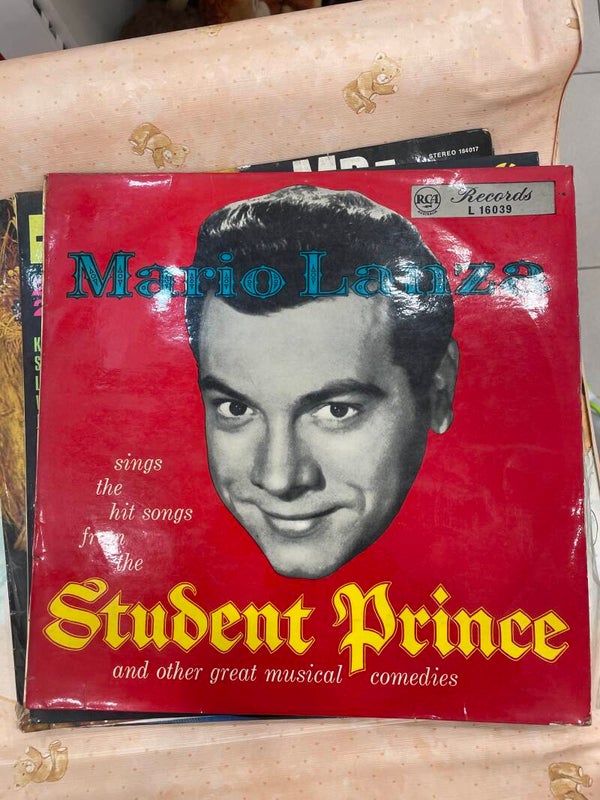 STEREO 184017
RCA Records
L 16039
Mario Lanza
sings
the
hit songs
from
the
Student Prince
and other great musical comedies